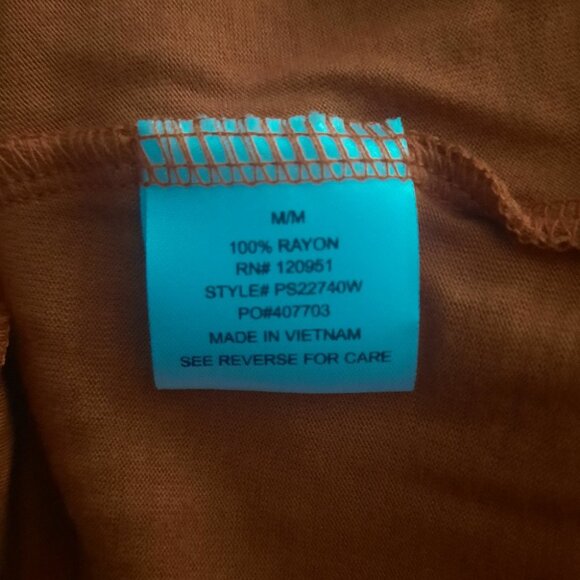 M/M
100% RAYON
RN# 120951
STYLE# PS22740W
PO#407703
MADE IN VIETNAM
SEE REVERSE FOR CARE